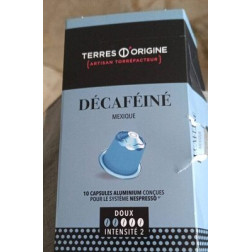 TERRES D'ORIGINE
ARTISAN TORRÉFACTEUR
DÉCAFÉINÉ
MEXIQUE
10 CAPSULES ALUMINIUM CONÇUES
POUR LE SYSTÈME NESPRESSO
DOUX
INTENSITÉ 2